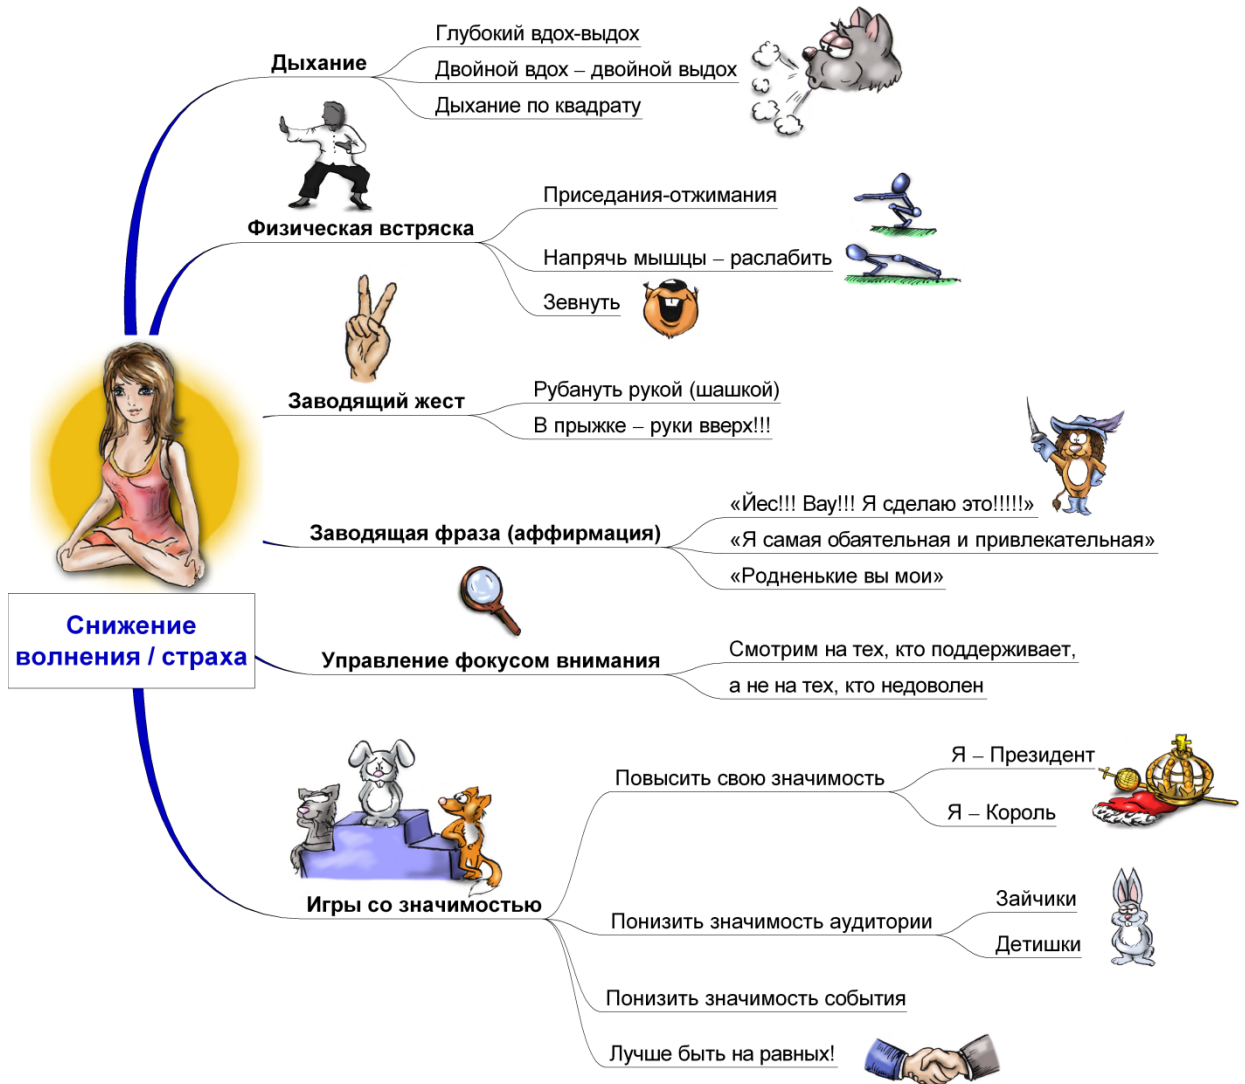 Дыхание
Глубокий вдох-выдох
Двойной вдох – двойной выдох
Дыхание по квадрату
Физическая встряска
Приседания-отжимания
Напрячь мышцы – раслабить
Зевнуть
Заводящий жест
Рубануть рукой (шашкой)
В прыжке – руки вверх!!!
Заводящая фраза (аффирмация)
«Йес!!! Вау!!! Я сделаю это!!!!!»
«Я самая обаятельная и привлекательная»
«Родненькие вы мои»
Снижение
волнения / страха
Управление фокусом внимания
Смотрим на тех, кто поддерживает,
а не на тех, кто недоволен
Игры со значимостью
Повысить свою значимость
Я – Президент
Я – Король
Понизить значимость аудитории
Зайчики
Детишки
Понизить значимость события
Лучше быть на равных!